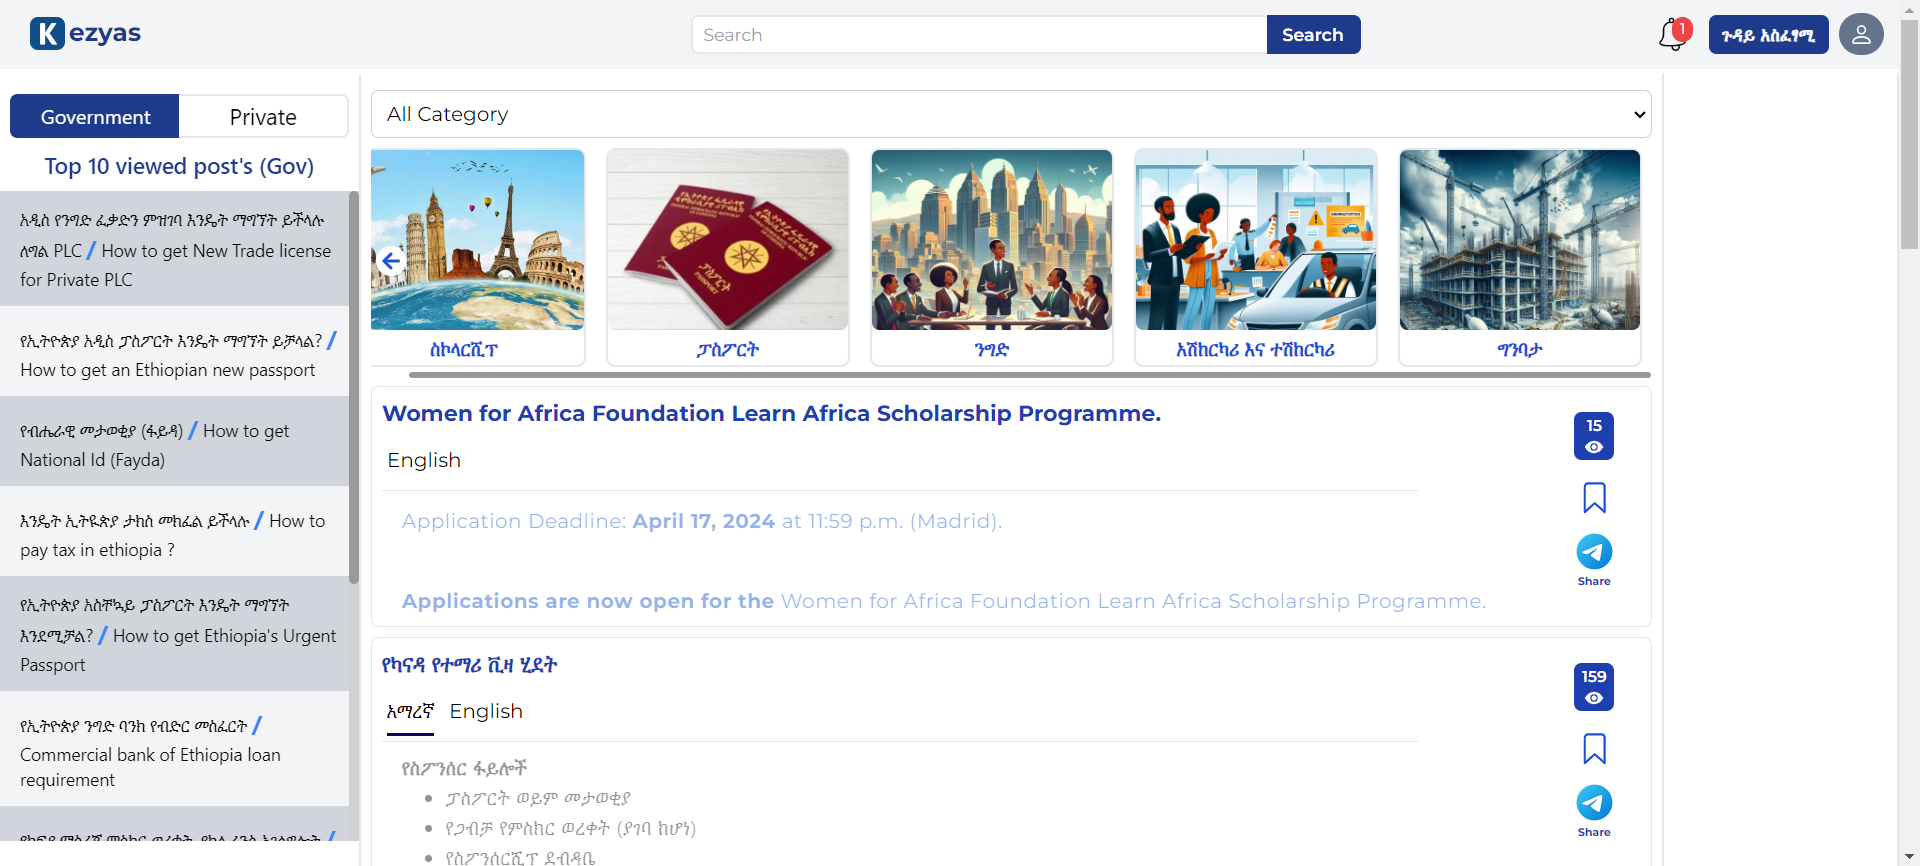 Kezyas
Search
Search
1
ጉዳይ አስፈፃሚ
Government
Private
Top 10 viewed post's (Gov)
አዲስ የንግድ ፈቃድን ምዝገባ እንዴት ማግኘት ይችላሉ
ለግል PLC / How to get New Trade license
for Private PLC
የኢትዮጵያ አዲስ ፓስፖርት እንዴት ማግኘት ይቻላል? /
How to get an Ethiopian new passport
የብሔራዊ መታወቂያ (ፋይዳ) / How to get
National Id (Fayda)
እንዴት ኢትዪጵያ ታክስ መክፈል ይችላሉ / How to
pay tax in ethiopia ?
የኢትዮጵያ አስቸኳይ ፓስፖርት እንዴት ማግኘት
እንደሚቻል? / How to get Ethiopia's Urgent
Passport
የኢትዮጵያ ንግድ ባንክ የብድር መስፈርት /
Commercial bank of Ethiopia loan
requirement
All Category
ስኮላርሺፕ
ፓስፖርት
ንግድ
አሽከርካሪ እና ተሽከርካሪ
ግንባታ
Women for Africa Foundation Learn Africa Scholarship Programme.
English
Application Deadline: April 17, 2024 at 11:59 p.m. (Madrid).
Applications are now open for the Women for Africa Foundation Learn Africa Scholarship Programme.
15
Share
የካናዳ የተማሪ ቪዛ ሂደት
አማረኛ English
የስፖንሰር ፋይሎች
ፓስፖርት ወይም መታወቂያ
የጋብቻ የምስክር ወረቀት (ያገባ ከሆነ)
የስፖንሰርሺፕ ደብዳቤ
159
Share